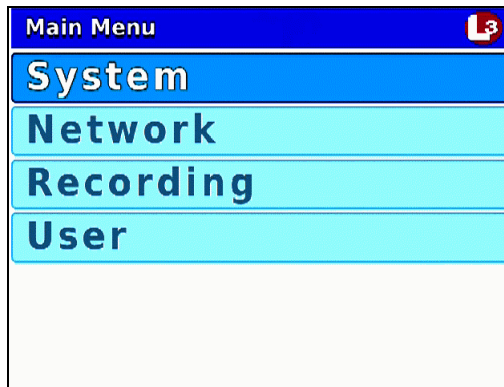 Main Menu
L3
System
Network
Recording
User